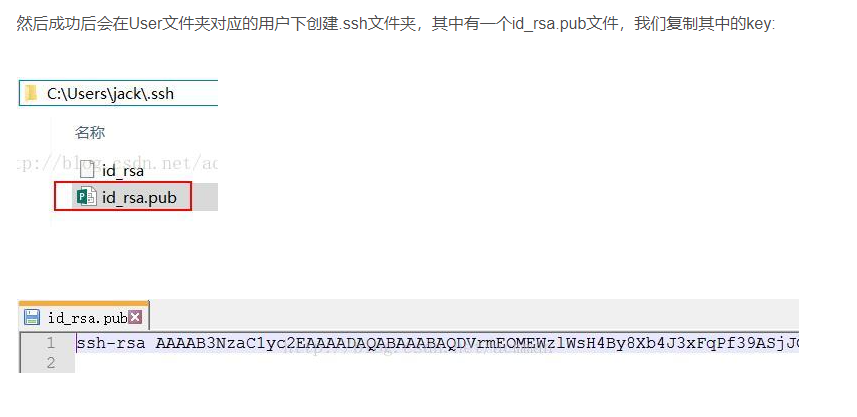 然后成功后会在User文件夹对应的用户下创建.ssh文件夹，其中有一个id_rsa.pub文件，我们复制其中的key:
C:\Users\jack\.ssh
名称
id_rsa
id_rsa.pub
id_rsa.pub
1 ssh-rsa AAAAB3NzaC1yc2EAAAADAQABAAABAQDVrmEOMEWzlWsH4By8Xb4J3xFqPf39ASjJ
2